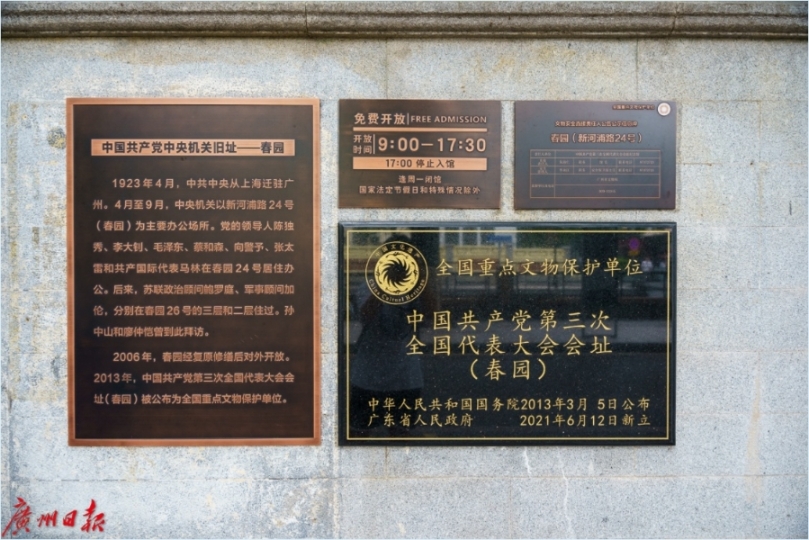 中国共产党中央机关旧址——春园
1923年4月，中共中央从上海迁驻广
州。4月至9月，中央机关以新河浦路24号
（春园）为主要办公场所。党的领导人陈独
秀、李大钊、毛泽东、蔡和森、向警予、张太
雷和共产国际代表马林在春园24号居住办
公。后来，苏联政治顾问鲍罗庭、军事顾问加
伦，分别在春园26号的三层和二层住过。孙
中山和廖仲恺曾到此拜访。
2006年，春园经复原修缮后对外开放。
2013年，中国共产党第三次全国代表大会会
址（春园）被公布为全国重点文物保护单位。
免费开放 FREE ADMISSION
开放时间 9:00—17:30
17:00 停止入馆
逢周一闭馆
国家法定节假日和特殊情况除外
春园（新河浦路24号）
中国文化遗产
China Cultural Heritage
全国重点文物保护单位
中国共产党第三次
全国代表大会会址
（春园）
中华人民共和国国务院2013年3月 5日公布
广东省人民政府 2021年6月12日新立
廣州日報